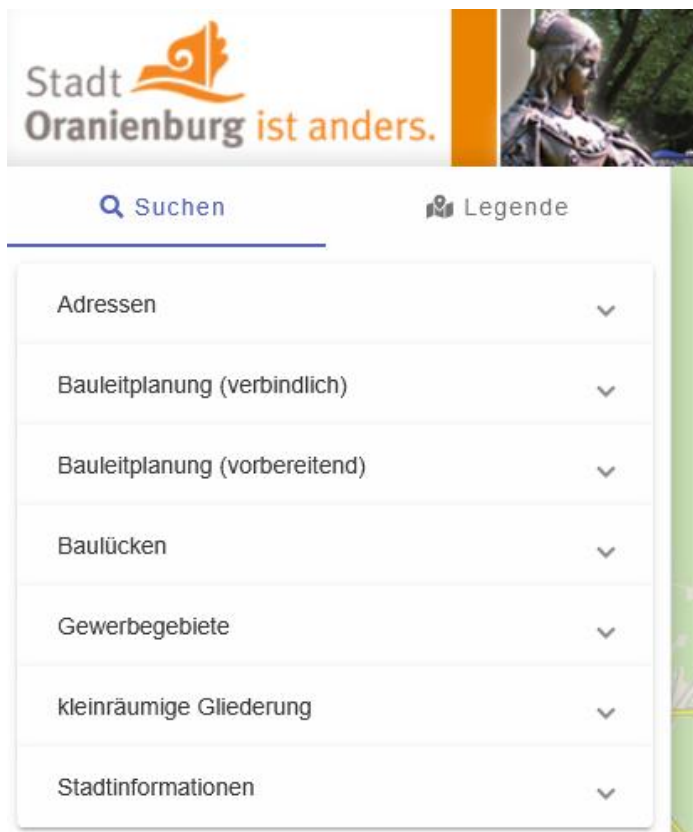 Stadt
Oranienburg ist anders.
Suchen
Legende
Adressen
Bauleitplanung (verbindlich)
Bauleitplanung (vorbereitend)
Baulücken
Gewerbegebiete
kleinräumige Gliederung
Stadtinformationen